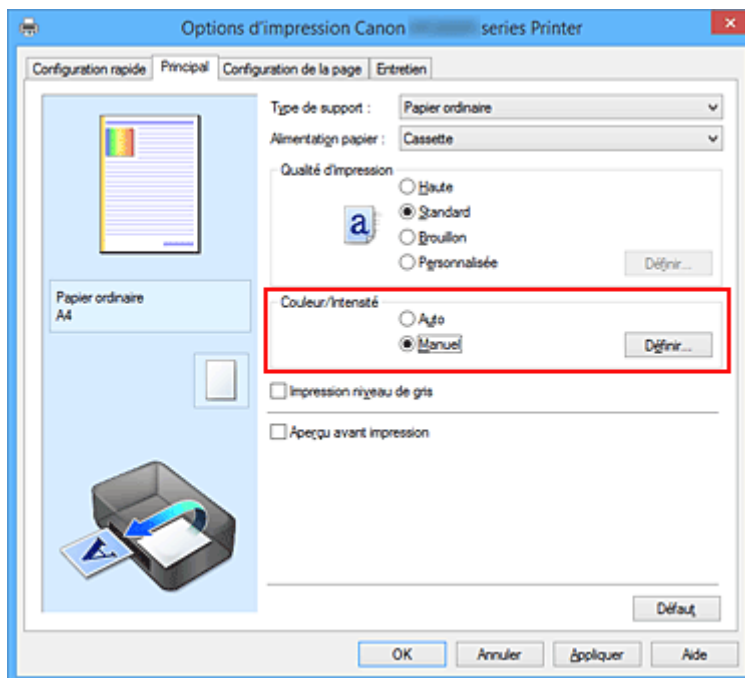 Options d'impression Canon series Printer
Configuration rapide Principal Configuration de la page Entretien
Type de support : Papier ordinaire
Alimentation papier : Cassette
Qualité d'impression
Haute
a Standard
Brouillon
Personnalisée Définir...
Papier ordinaire
A4
Couleur/Intensité
Auto
Manuel Définir...
Impression niveau de gris
Aperçu avant impression
A
Défaut
OK Annuler Appliquer Aide